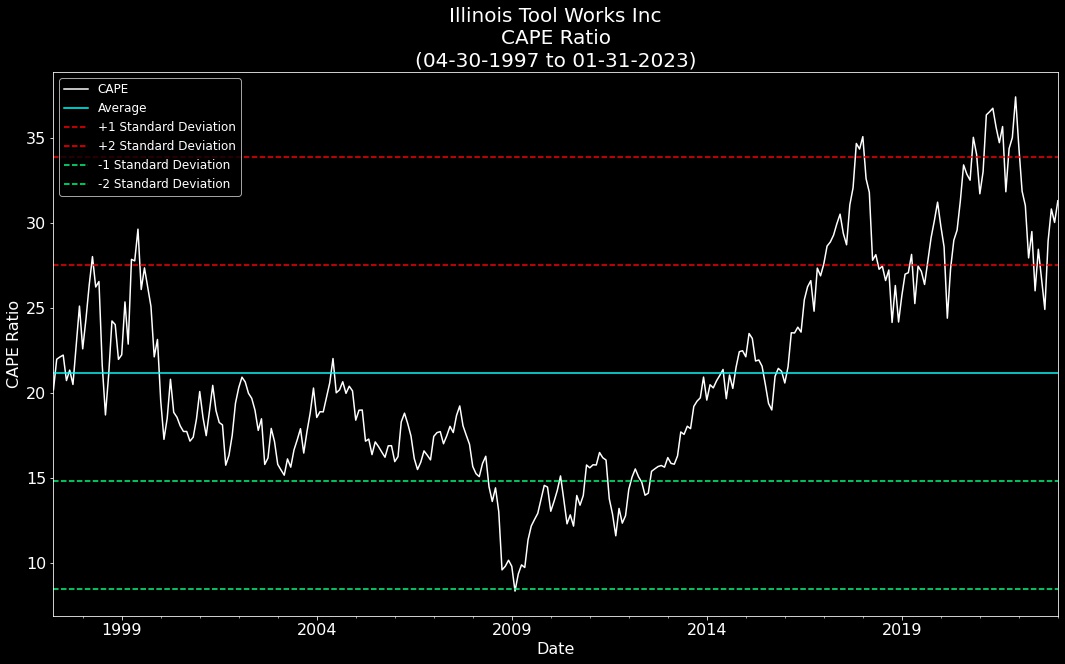 Illinois Tool Works Inc
CAPE Ratio
(04-30-1997 to 01-31-2023)
CAPE
Average
+1 Standard Deviation
+2 Standard Deviation
-1 Standard Deviation
-2 Standard Deviation
CAPE Ratio
35
30
25
20
15
10
1999
2004
2009
2014
2019
Date